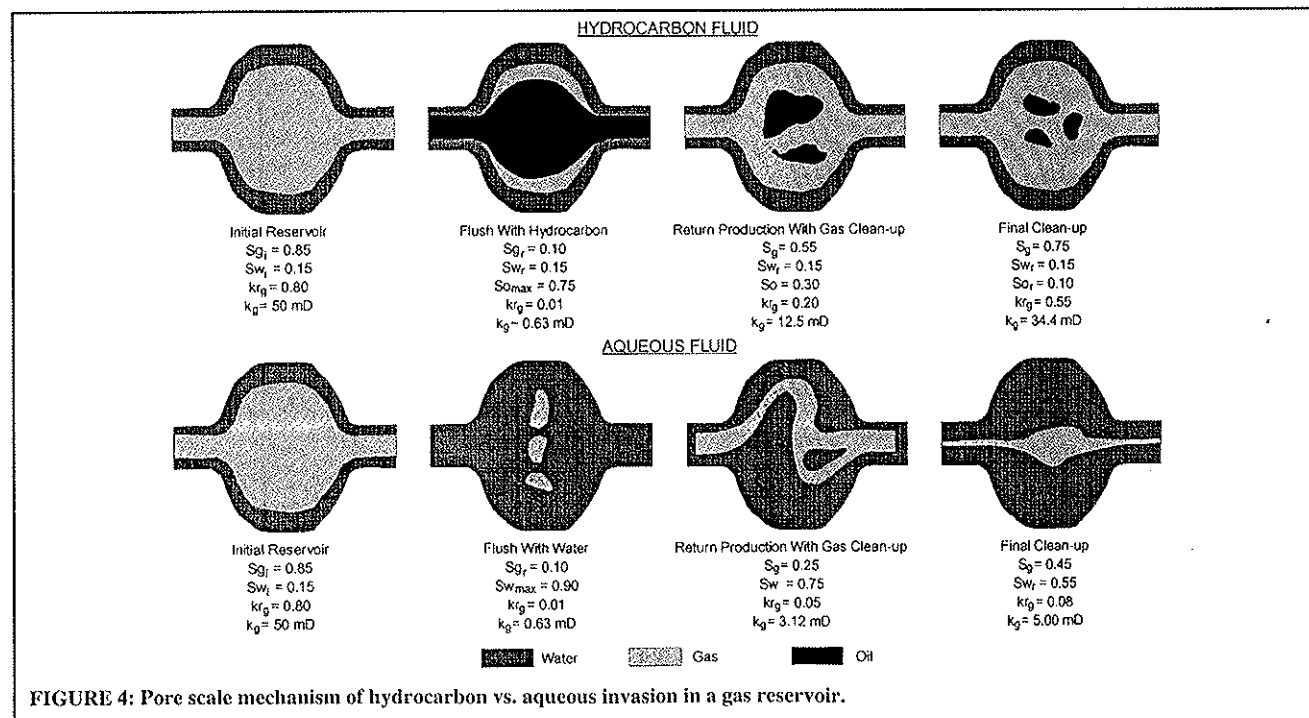 HYDROCARBON FLUID
Initial Reservoir
Sgi = 0.85
Swi = 0.15
krg = 0.80
kg = 50 mD
Flush With Hydrocarbon
Sgr = 0.10
Swr = 0.15
Somax = 0.75
krg = 0.01
kg~ 0.63 mD
Return Production With Gas Clean-up
Sg = 0.55
Swr = 0.15
So = 0.30
krg = 0.20
kg = 12.5 mD
Final Clean-up
Sg = 0.75
Swr = 0.15
Sor = 0.10
krg = 0.55
kg = 34.4 mD
AQUEOUS FLUID
Initial Reservoir
Sgi = 0.85
Swi = 0.15
krg = 0.80
kg = 50 mD
Flush With Water
Sgr = 0.10
Swmax = 0.90
krg = 0.01
kg = 0.63 mD
Return Production With Gas Clean-up
Sg = 0.25
Sw = 0.75
krg = 0.05
kg = 3.12 mD
Final Clean-up
Sg = 0.45
Swr = 0.55
krg = 0.08
kg = 5.00 mD
Water Gas Oil
FIGURE 4: Pore scale mechanism of hydrocarbon vs. aqueous invasion in a gas reservoir.